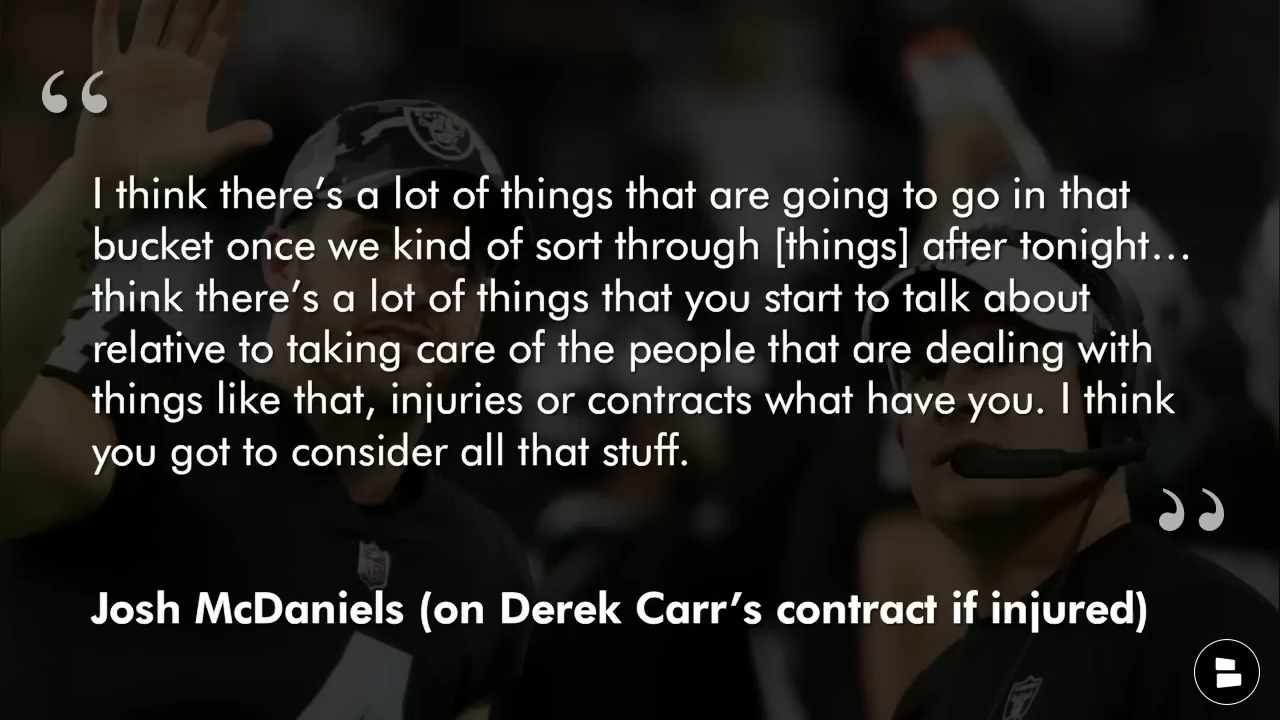 “
I think there’s a lot of things that are going to go in that
bucket once we kind of sort through [things] after tonight…
think there’s a lot of things that you start to talk about
relative to taking care of the people that are dealing with
things like that, injuries or contracts what have you. I think
you got to consider all that stuff.
”
Josh McDaniels (on Derek Carr’s contract if injured)